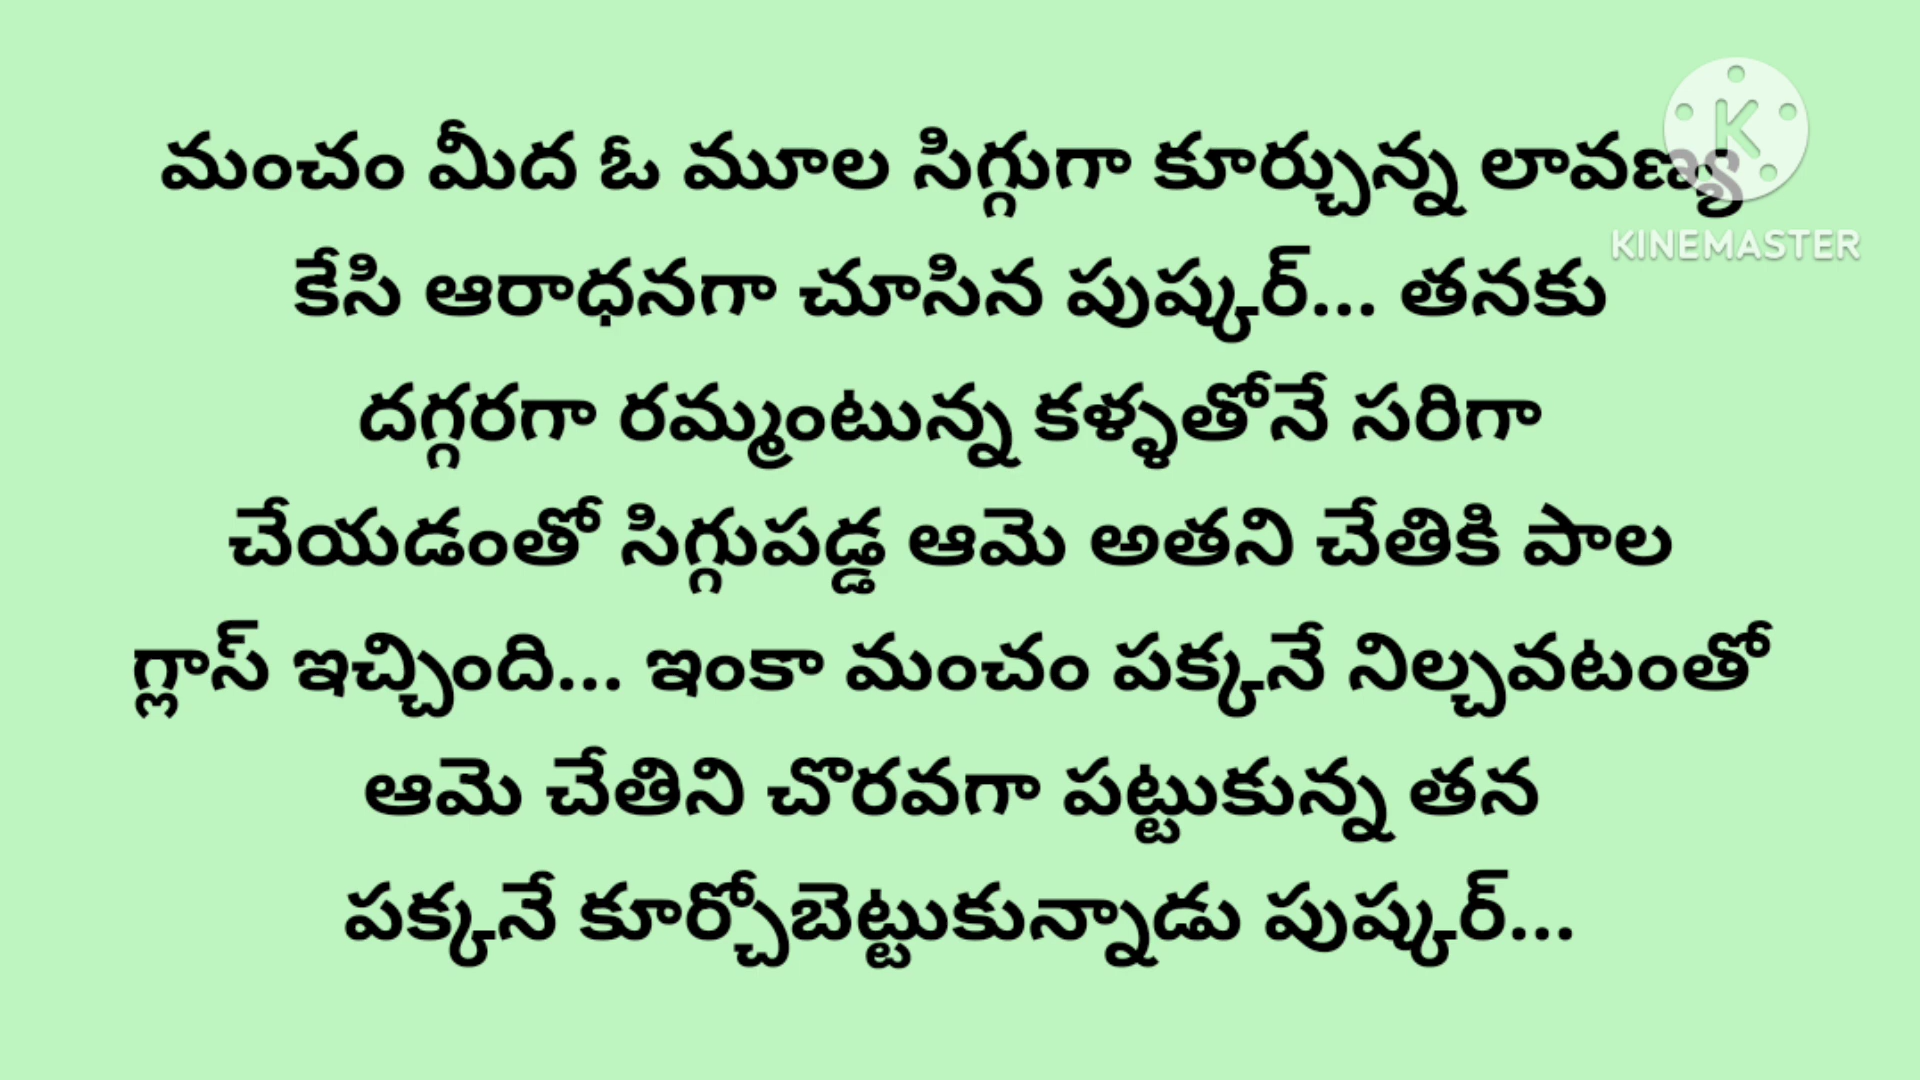 మంచం మీద ఓ మూల సిగ్గుగా కూర్చున్న లావణ్య
కేసి ఆరాధనగా చూసిన పుష్కర్... తనకు
దగ్గరగా రమ్మంటున్న కళ్ళతోనే సరిగా
చేయడంతో సిగ్గుపడ్డ ఆమె అతని చేతికి పాల
గ్లాస్ ఇచ్చింది... ఇంకా మంచం పక్కనే నిల్చవటంతో
ఆమె చేతిని చొరవగా పట్టుకున్న తన
పక్కనే కూర్చోబెట్టుకున్నాడు పుష్కర్...
K
KINEMASTER